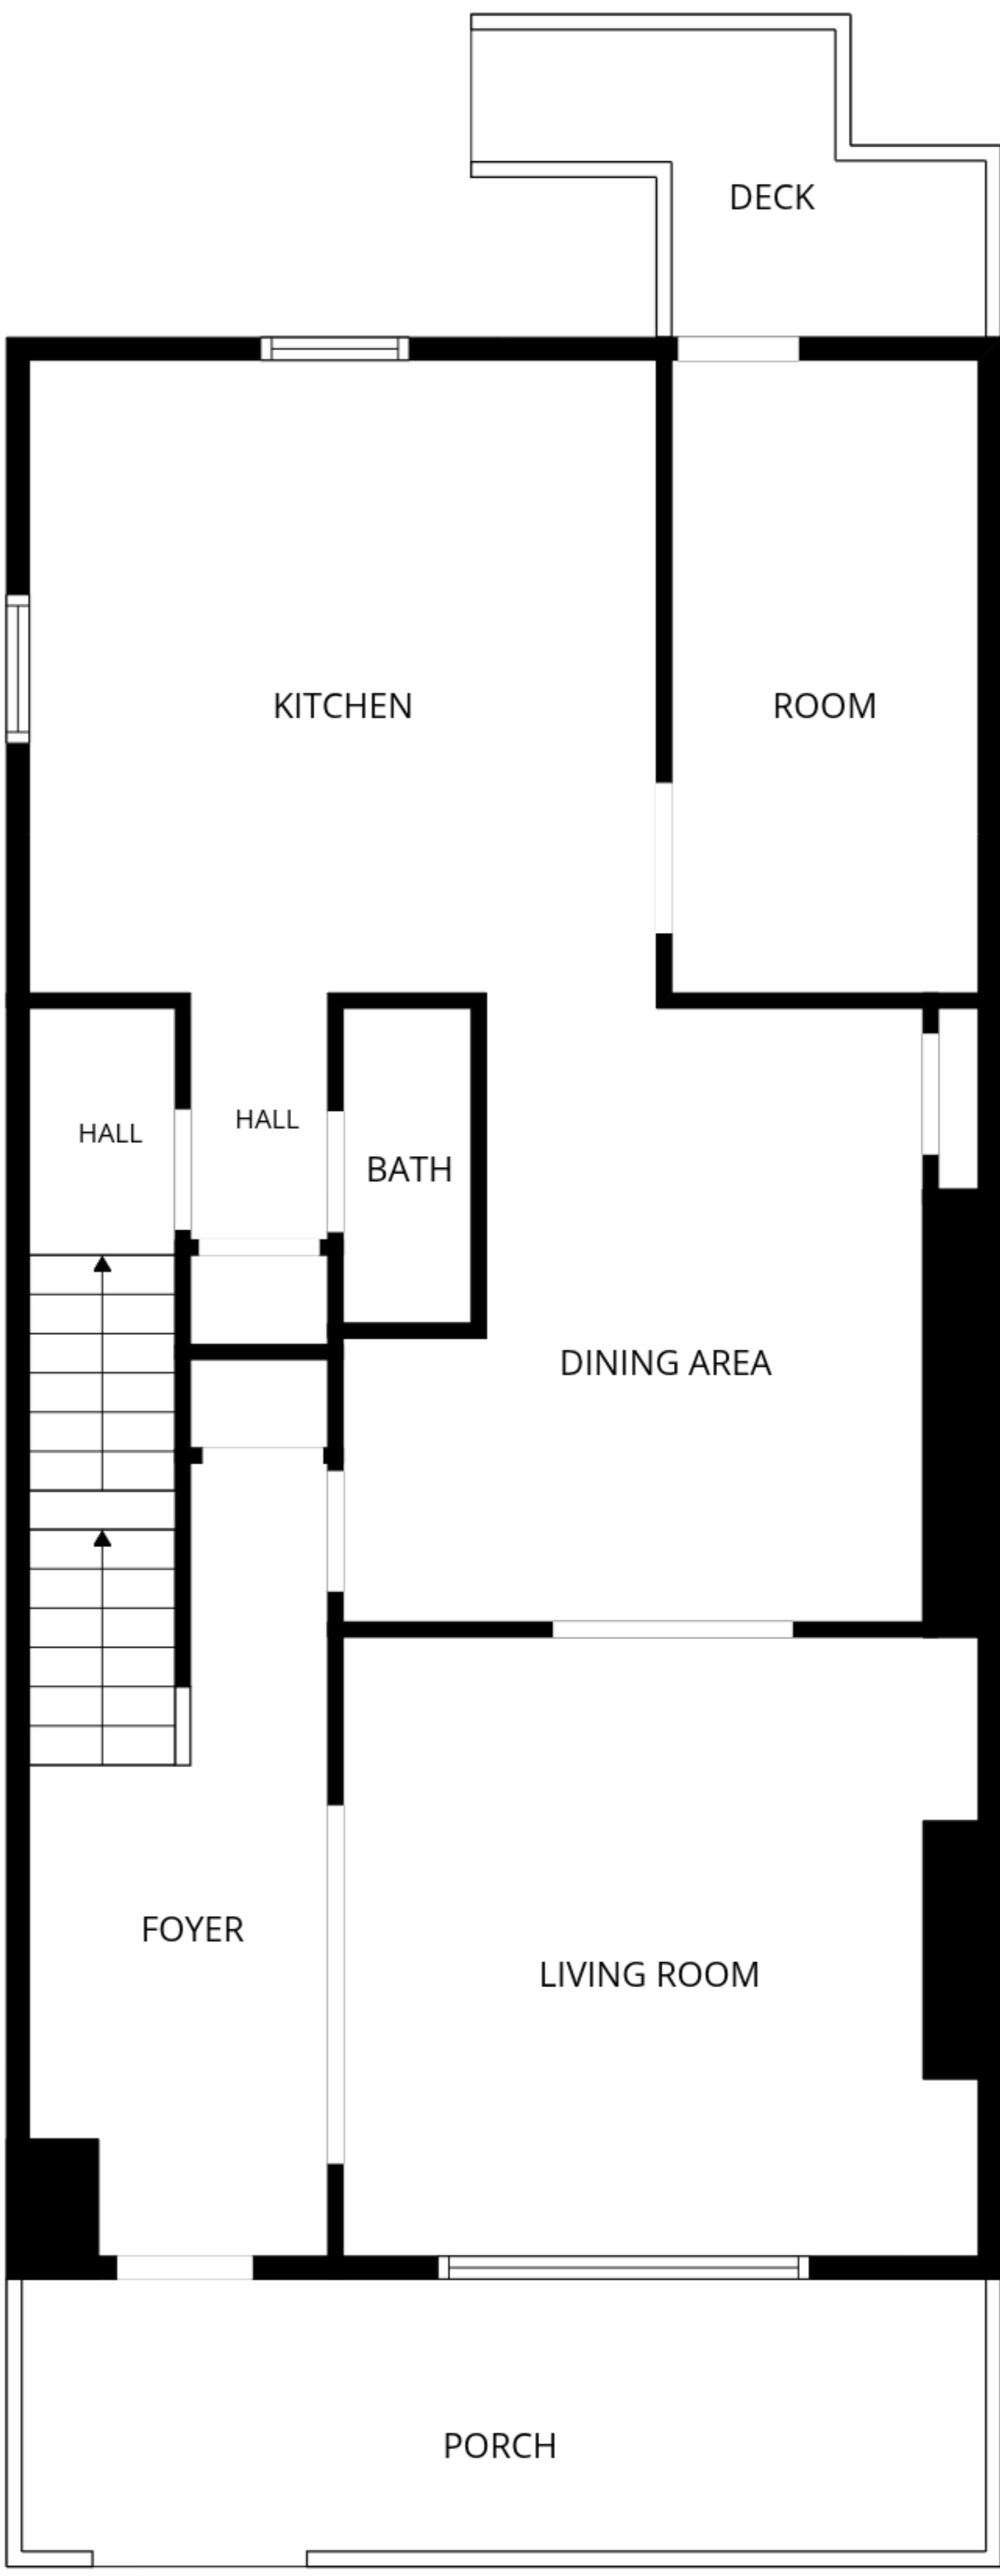 DECK
KITCHEN
ROOM
HALL
HALL
BATH
DINING AREA
FOYER
LIVING ROOM
PORCH